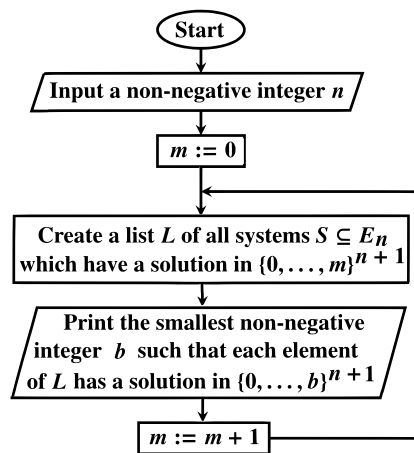 Start
Input a non-negative integer n
m := 0
Create a list L of all systems S ⊆ Eₙ
which have a solution in {0, . . . , m}ⁿ⁺¹
Print the smallest non-negative
integer b such that each element
of L has a solution in {0, . . . , b}ⁿ⁺¹
m := m + 1